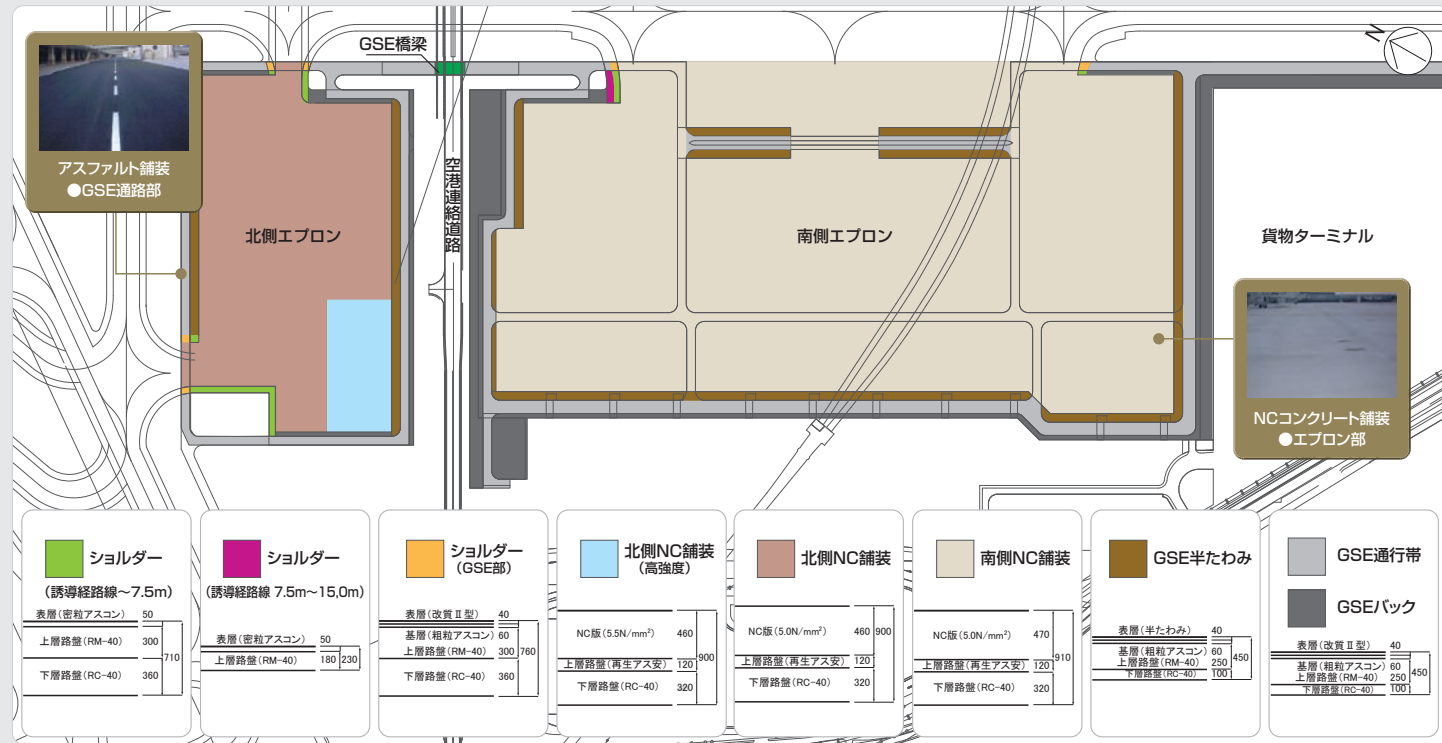 GSE橋梁
N
アスファルト舗装
●GSE通路部
空港連絡道路
北側エプロン
南側エプロン
貨物ターミナル
NCコンクリート舗装
●エプロン部
ショルダー
(誘導経路線～7.5m)
表層(密粒アスコン) 50
上層路盤(RM-40) 300
下層路盤(RC-40) 360
710
ショルダー
(誘導経路線 7.5m～15,0m)
表層(密粒アスコン) 50
上層路盤(RM-40) 180
230
ショルダー
(GSE部)
表層(改質Ⅱ型) 40
基層(粗粒アスコン) 60
上層路盤(RM-40) 300
下層路盤(RC-40) 360
760
北側NC舗装
(高強度)
NC版(5.5N/mm²) 460
上層路盤(再生アス安) 120
下層路盤(RC-40) 320
900
北側NC舗装
NC版(5.0N/mm²) 460
上層路盤(再生アス安) 120
下層路盤(RC-40) 320
900
南側NC舗装
NC版(5.0N/mm²) 470
上層路盤(再生アス安) 120
下層路盤(RC-40) 320
910
GSE半たわみ
表層(半たわみ) 40
基層(粗粒アスコン) 60
上層路盤(RM-40) 250
下層路盤(RC-40) 100
450
GSE通行帯
GSEバック
表層(改質Ⅱ型) 40
基層(粗粒アスコン) 60
上層路盤(RM-40) 250
下層路盤(RC-40) 100
450